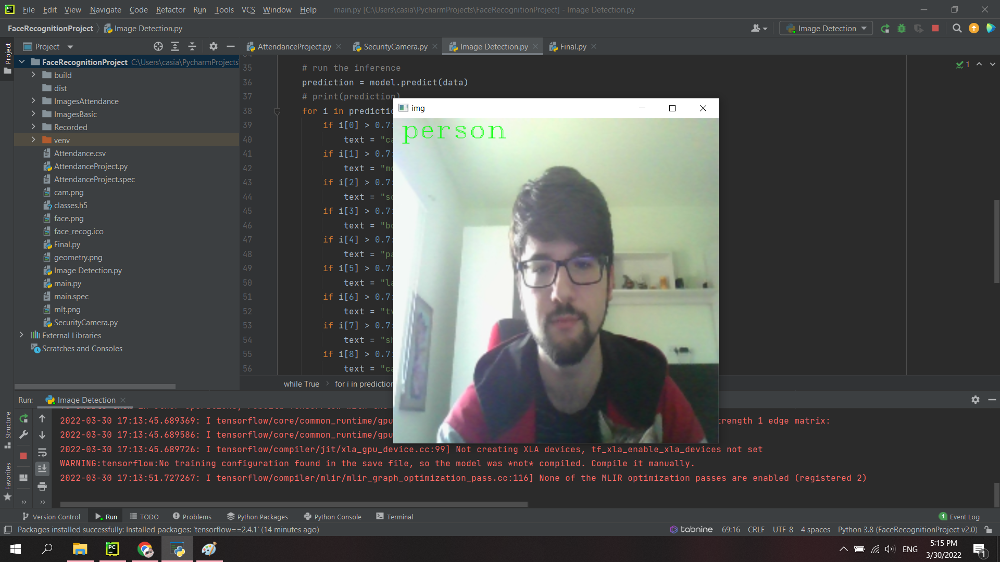 File Edit View Navigate Code Refactor Run Tools VCS Window Help main.py [C:\Users\casia\PycharmProjects\FaceRecognitionProject] - Image Detection.py
FaceRecognitionProject Image Detection.py Image Detection
Project AttendanceProject.py SecurityCamera.py Image Detection.py Final.py
Project
FaceRecognitionProject C:\Users\casia\PycharmProjects
build
dist
ImagesAttendance
ImagesBasic
Recorded
venv
Attendance.csv
AttendanceProject.py
AttendanceProject.spec
cam.png
classes.h5
face.png
face_recog.ico
Final.py
geometry.png
Image Detection.py
main.py
main.spec
mîț.png
SecurityCamera.py
External Libraries
Scratches and Consoles
1
35 # run the inference
36 prediction = model.predict(data)
37 # print(prediction)
38 for i in predictio
39 if i[0] > 0.7:
40 text = "ca
41 if i[1] > 0.7:
42 text = "mo
43 if i[2] > 0.7:
44 text = "sc
45 if i[3] > 0.7:
46 text = "bo
47 if i[4] > 0.7:
48 text = "pa
49 if i[5] > 0.7:
50 text = "la
51 if i[6] > 0.7:
52 text = "tv
53 if i[7] > 0.7:
54 text = "sh
55 if i[8] > 0.7:
56 text = "ca
while True for i in prediction
img
person
Run: Image Detection
2022-03-30 17:13:45.689369: I tensorflow/core/common_runtime/gpu trength 1 edge matrix:
2022-03-30 17:13:45.689586: I tensorflow/core/common_runtime/gpu
2022-03-30 17:13:45.689726: I tensorflow/compiler/jit/xla_gpu_device.cc:99] Not creating XLA devices, tf_xla_enable_xla_devices not set
WARNING:tensorflow:No training configuration found in the save file, so the model was *not* compiled. Compile it manually.
2022-03-30 17:13:51.727267: I tensorflow/compiler/mlir/mlir_graph_optimization_pass.cc:116] None of the MLIR optimization passes are enabled (registered 2)
Structure
Favorites
Version Control Run TODO Problems Python Packages Python Console Terminal 1 Event Log
Packages installed successfully: Installed packages: 'tensorflow==2.4.1' (14 minutes ago) tabnine 69:16 CRLF UTF-8 4 spaces Python 3.8 (FaceRecognitionProject v2.0)
ENG 5:15 PM
3/30/2022 1